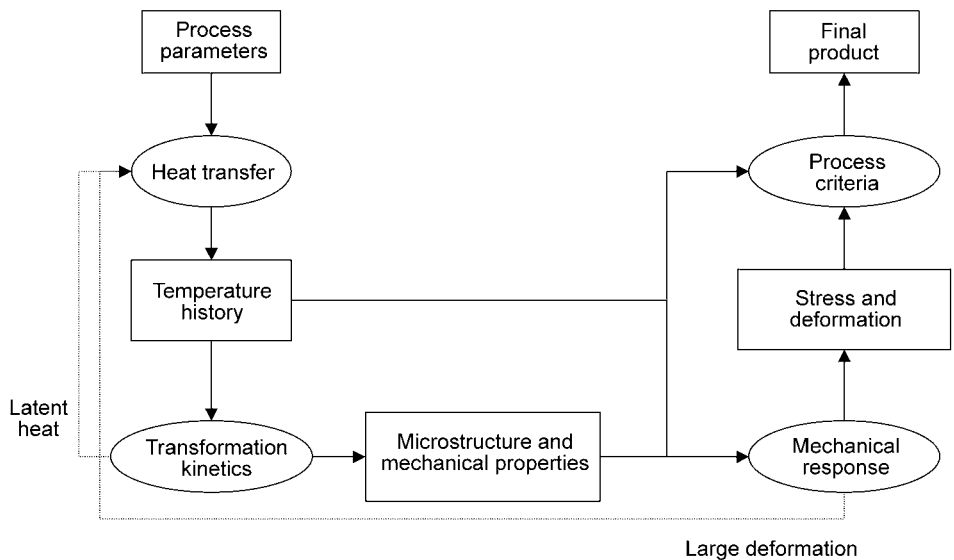 Process
parameters
Final
product
Heat transfer
Process
criteria
Temperature
history
Stress and
deformation
Latent
heat
Transformation
kinetics
Microstructure and
mechanical properties
Mechanical
response
Large deformation